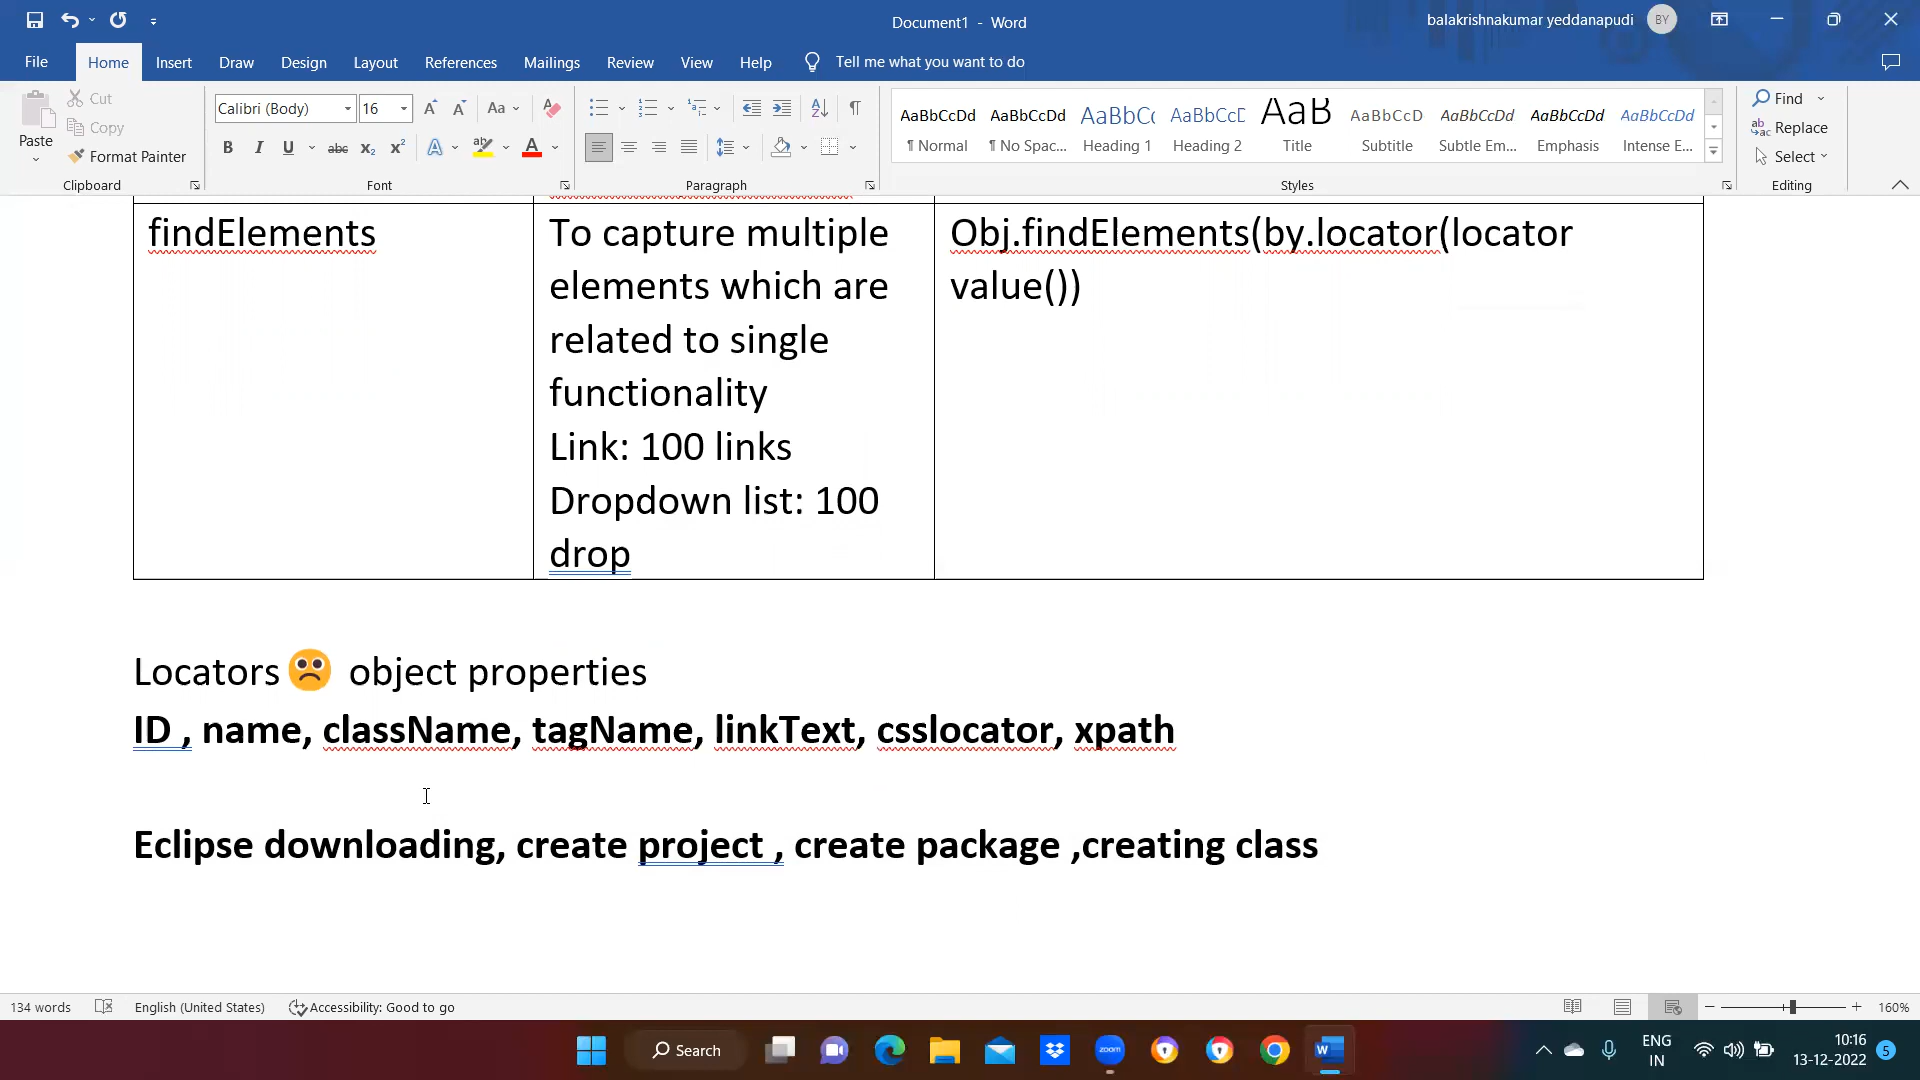 Document1 - Word
balakrishnakumar yeddanapudi
BY
File
Home
Insert
Draw
Design
Layout
References
Mailings
Review
View
Help
Tell me what you want to do
Paste
Cut
Copy
Format Painter
Clipboard
Calibri (Body)
16
Font
Paragraph
AaBbCcDd
¶ Normal
AaBbCcDd
¶ No Spac...
AaBbCc
Heading 1
AaBbCcD
Heading 2
AaB
Title
AaBbCcD
Subtitle
AaBbCcDd
Subtle Em...
AaBbCcDd
Emphasis
AaBbCcDd
Intense E...
Styles
Find
Replace
Select
Editing
findElements
To capture multiple
elements which are
related to single
functionality
Link: 100 links
Dropdown list: 100
drop
Obj.findElements(by.locator(locator
value())
Locators ☹ object properties
ID , name, className, tagName, linkText, csslocator, xpath
Eclipse downloading, create project , create package ,creating class
134 words
English (United States)
Accessibility: Good to go
160%
Search
zoom
ENG
IN
10:16
13-12-2022
5